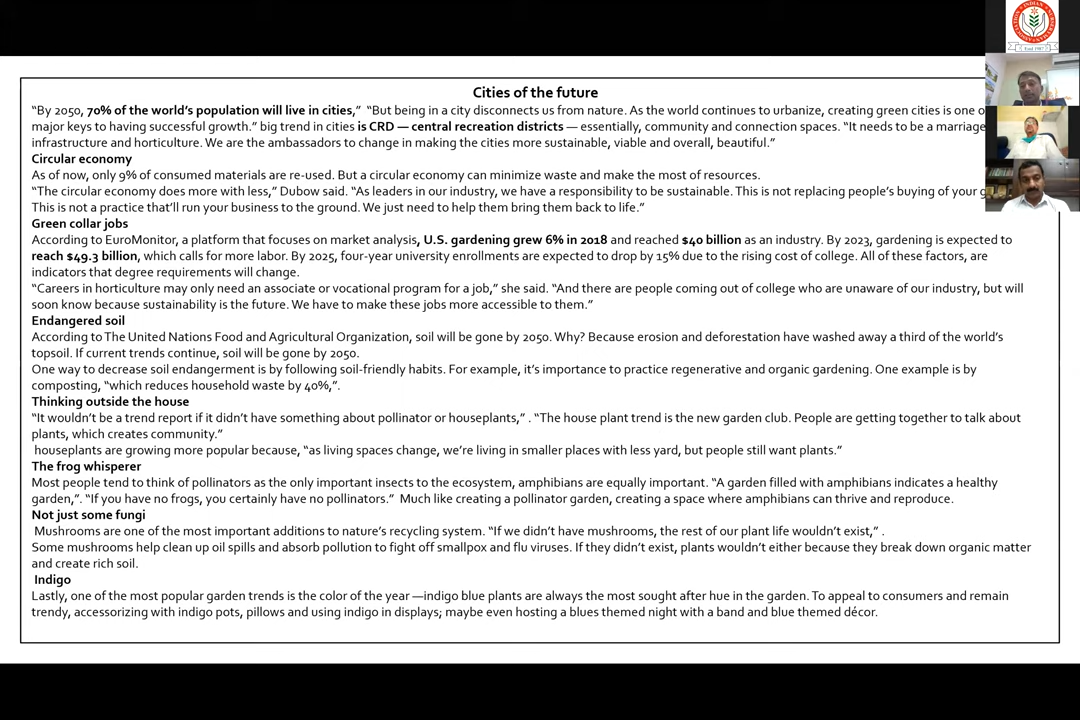 Cities of the future
“By 2050, 70% of the world’s population will live in cities,” “But being in a city disconnects us from nature. As the world continues to urbanize, creating green cities is one
major keys to having successful growth.” big trend in cities is CRD — central recreation districts — essentially, community and connection spaces. “It needs to be a marriage
infrastructure and horticulture. We are the ambassadors to change in making the cities more sustainable, viable and overall, beautiful.”
Circular economy
As of now, only 9% of consumed materials are re-used. But a circular economy can minimize waste and make the most of resources.
“The circular economy does more with less,” Dubow said. “As leaders in our industry, we have a responsibility to be sustainable. This is not replacing people’s buying of your
This is not a practice that’ll run your business to the ground. We just need to help them bring them back to life.”
Green collar jobs
According to EuroMonitor, a platform that focuses on market analysis, U.S. gardening grew 6% in 2018 and reached $40 billion as an industry. By 2023, gardening is expected to
reach $49.3 billion, which calls for more labor. By 2025, four-year university enrollments are expected to drop by 15% due to the rising cost of college. All of these factors, are
indicators that degree requirements will change.
“Careers in horticulture may only need an associate or vocational program for a job,” she said. “And there are people coming out of college who are unaware of our industry, but will
soon know because sustainability is the future. We have to make these jobs more accessible to them.”
Endangered soil
According to The United Nations Food and Agricultural Organization, soil will be gone by 2050. Why? Because erosion and deforestation have washed away a third of the world’s
topsoil. If current trends continue, soil will be gone by 2050.
One way to decrease soil endangerment is by following soil-friendly habits. For example, it’s importance to practice regenerative and organic gardening. One example is by
composting, “which reduces household waste by 40%,”.
Thinking outside the house
“It wouldn’t be a trend report if it didn’t have something about pollinator or houseplants,” . “The house plant trend is the new garden club. People are getting together to talk about
plants, which creates community.”
houseplants are growing more popular because, “as living spaces change, we’re living in smaller places with less yard, but people still want plants.”
The frog whisperer
Most people tend to think of pollinators as the only important insects to the ecosystem, amphibians are equally important. “A garden filled with amphibians indicates a healthy
garden,”. “If you have no frogs, you certainly have no pollinators.” Much like creating a pollinator garden, creating a space where amphibians can thrive and reproduce.
Not just some fungi
Mushrooms are one of the most important additions to nature’s recycling system. “If we didn’t have mushrooms, the rest of our plant life wouldn’t exist,” .
Some mushrooms help clean up oil spills and absorb pollution to fight off smallpox and flu viruses. If they didn’t exist, plants wouldn’t either because they break down organic matter
and create rich soil.
Indigo
Lastly, one of the most popular garden trends is the color of the year —indigo blue plants are always the most sought after hue in the garden. To appeal to consumers and remain
trendy, accessorizing with indigo pots, pillows and using indigo in displays; maybe even hosting a blues themed night with a band and blue themed décor.